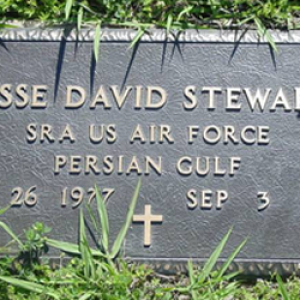 SSE DAVID STEWA
SRA US AIR FORCE
PERSIAN GULF
26 1977 SEP 3